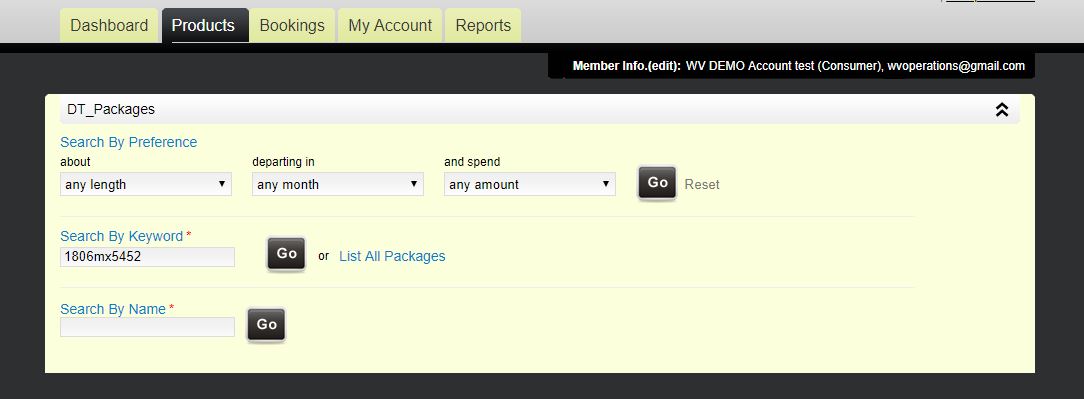 Dashboard Products Bookings My Account Reports
Member Info.(edit): WV DEMO Account test (Consumer), wvoperations@gmail.com
DT_Packages
Search By Preference
about departing in and spend
any length any month any amount Go Reset
Search By Keyword *
1806mx5452 Go or List All Packages
Search By Name *
Go